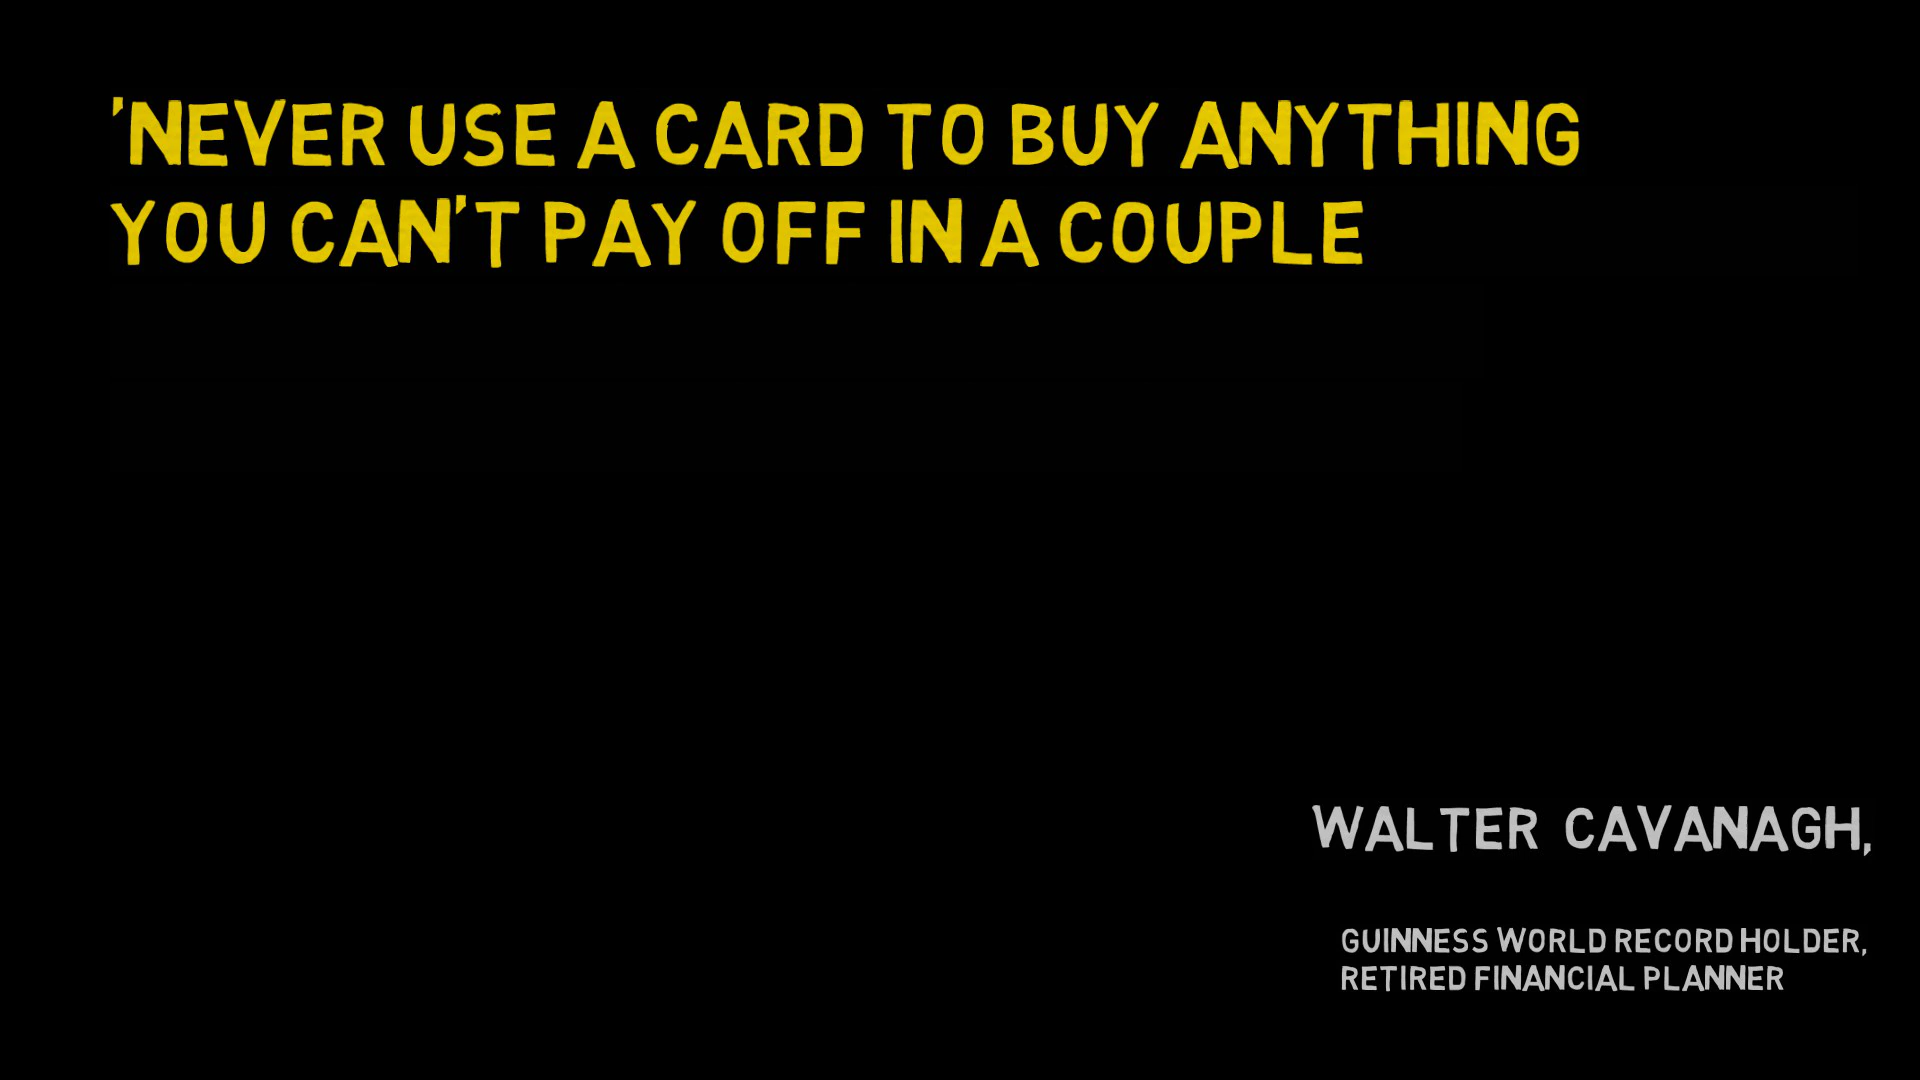 'NEVER USE A CARD TO BUY ANYTHING
YOU CAN'T PAY OFF IN A COUPLE
WALTER CAVANAGH,
GUINNESS WORLD RECORD HOLDER,
RETIRED FINANCIAL PLANNER